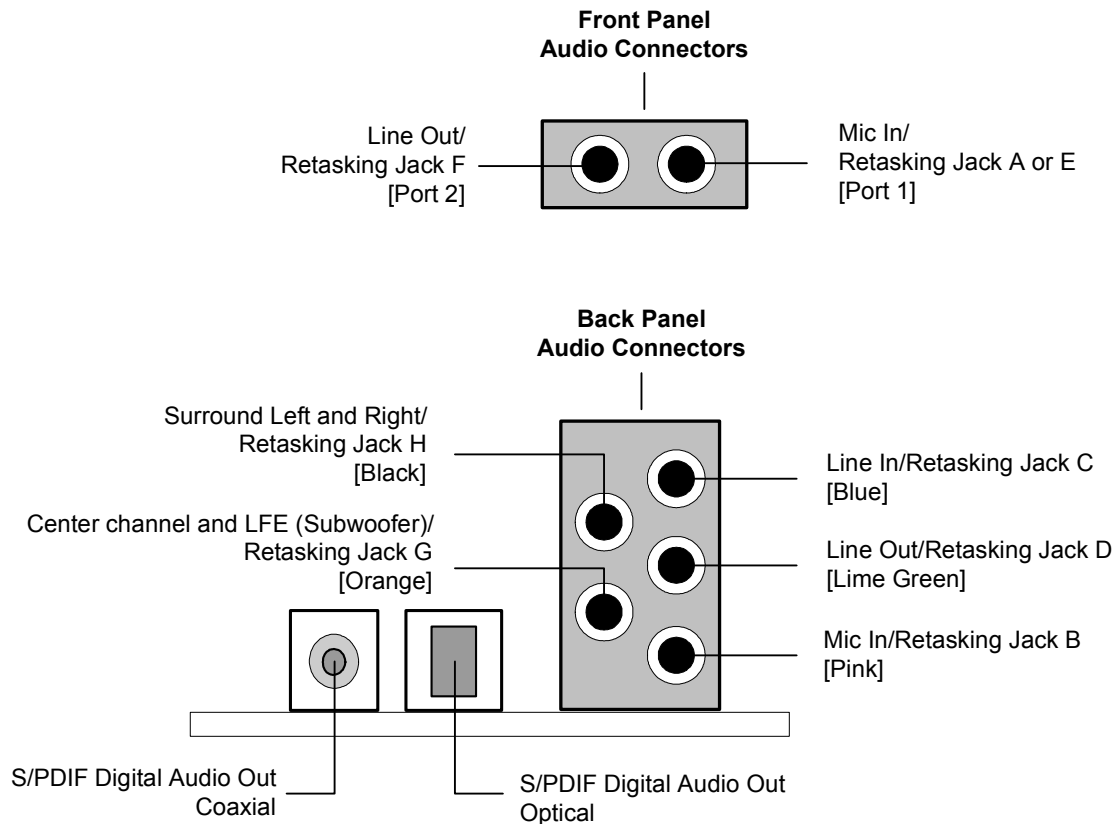 Front Panel
Audio Connectors
Line Out/
Retasking Jack F
[Port 2]
Mic In/
Retasking Jack A or E
[Port 1]
Back Panel
Audio Connectors
Surround Left and Right/
Retasking Jack H
[Black]
Center channel and LFE (Subwoofer)/
Retasking Jack G
[Orange]
Line In/Retasking Jack C
[Blue]
Line Out/Retasking Jack D
[Lime Green]
Mic In/Retasking Jack B
[Pink]
S/PDIF Digital Audio Out
Coaxial
S/PDIF Digital Audio Out
Optical